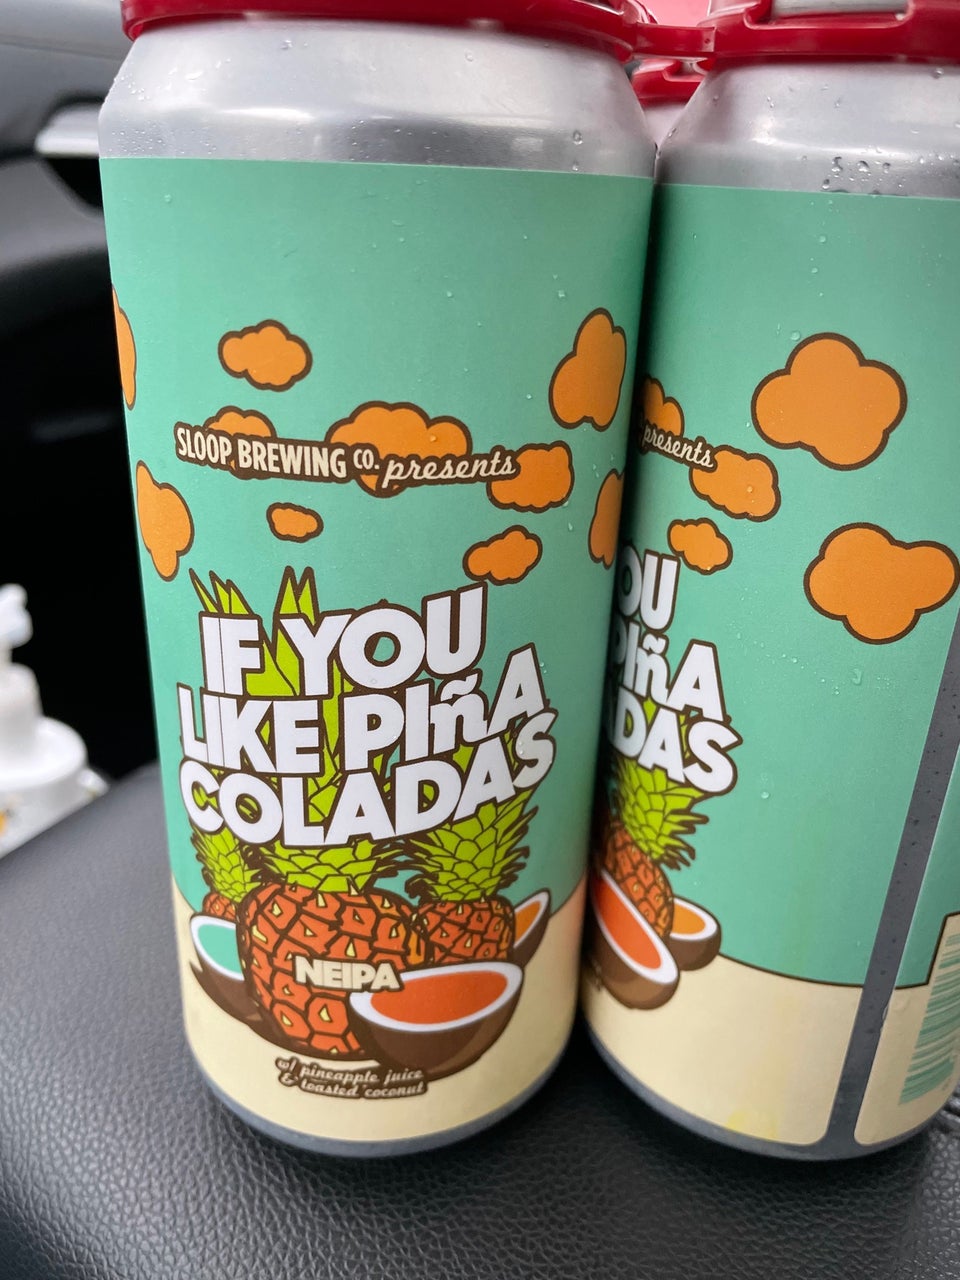 SLOOP BREWING CO. presents
IF YOU
LIKE PIñA
COLADAS
NEIPA
w/ pineapple juice
& toasted coconut
presents
OU
PIñA
ADAS